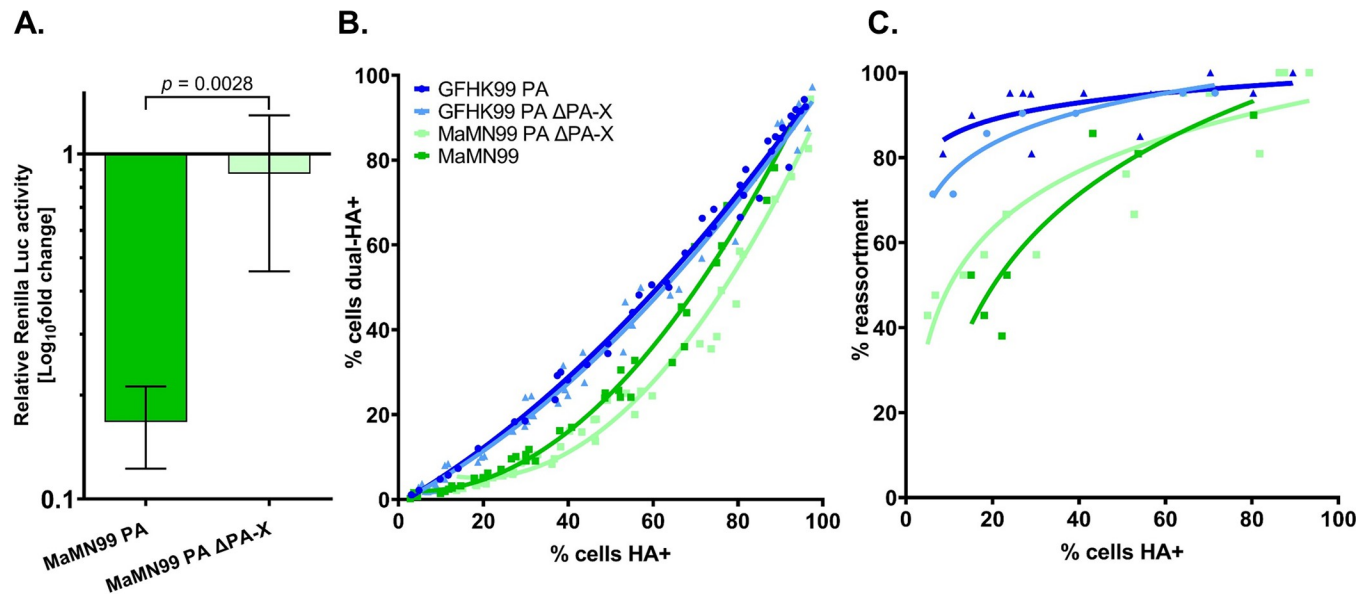 A.
p = 0.0028
1
0.1
Relative Renilla Luc activity
[Log10fold change]
MaMN99 PA
MaMN99 PA ΔPA-X
B.
GFHK99 PA
GFHK99 PA ΔPA-X
MaMN99 PA ΔPA-X
MaMN99
100
80
60
40
20
0
% cells dual-HA+
0 20 40 60 80 100
% cells HA+
C.
100
80
60
40
20
0
% reassortment
0 20 40 60 80 100
% cells HA+